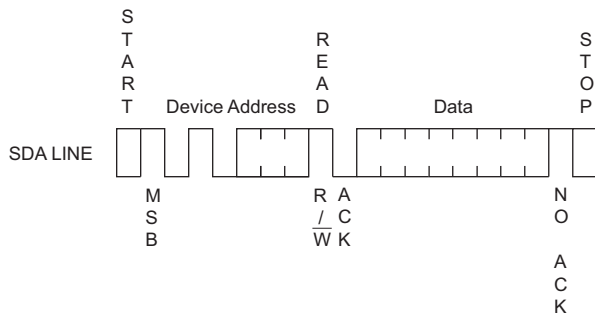 START
READ
STOP
Device Address
Data
SDA LINE
MSB
R/W̅
ACK
NO ACK